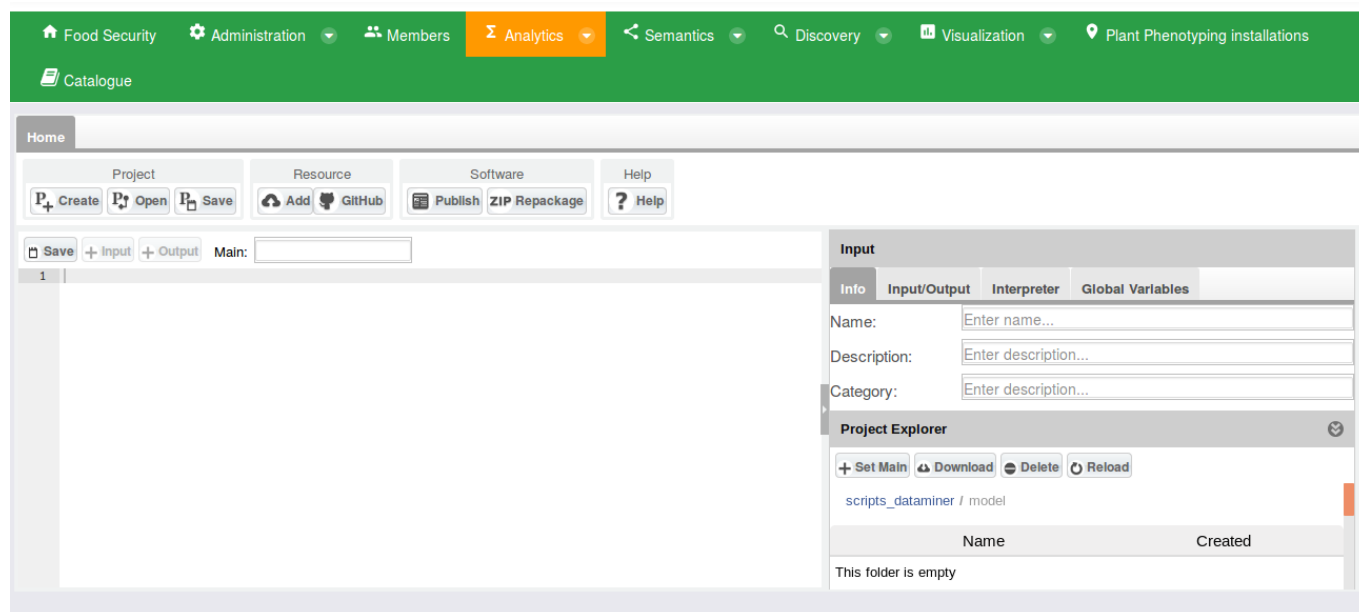 Food Security Administration Members Σ Analytics Semantics Discovery Visualization Plant Phenotyping installations
Catalogue
Home
Project Resource Software Help
P+ Create P Open P Save Add GitHub Publish ZIP Repackage ? Help
Save + Input + Output Main:
1
Input
Info Input/Output Interpreter Global Variables
Name: Enter name...
Description: Enter description...
Category: Enter description...
Project Explorer
+ Set Main Download Delete Reload
scripts_dataminer / model
Name Created
This folder is empty